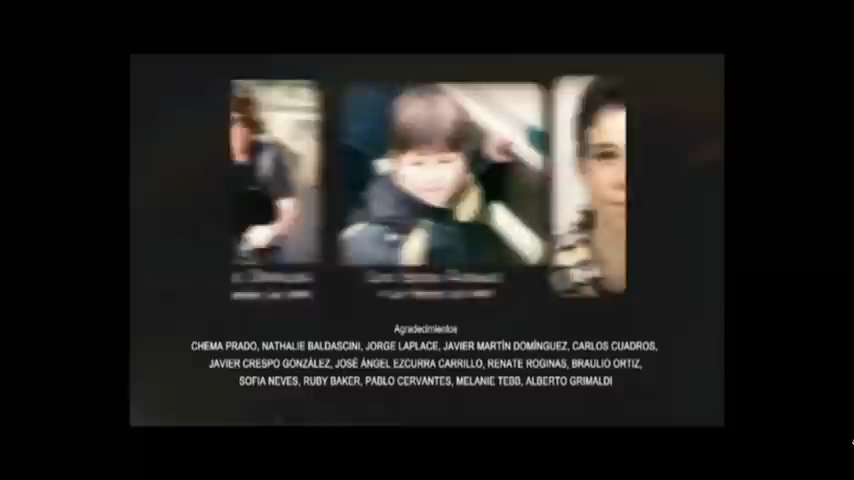 Agradecimientos
CHEMA PRADO, NATHALIE BALDASCINI, JORGE LAPLACE, JAVIER MARTÍN DOMÍNGUEZ, CARLOS CUADROS,
JAVIER CRESPO GONZÁLEZ, JOSÉ ÁNGEL EZCURRA CARRILLO, RENATE ROGINAS, BRAULIO ORTIZ,
SOFIA NEVES, RUBY BAKER, PABLO CERVANTES, MELANIE TEBB, ALBERTO GRIMALDI